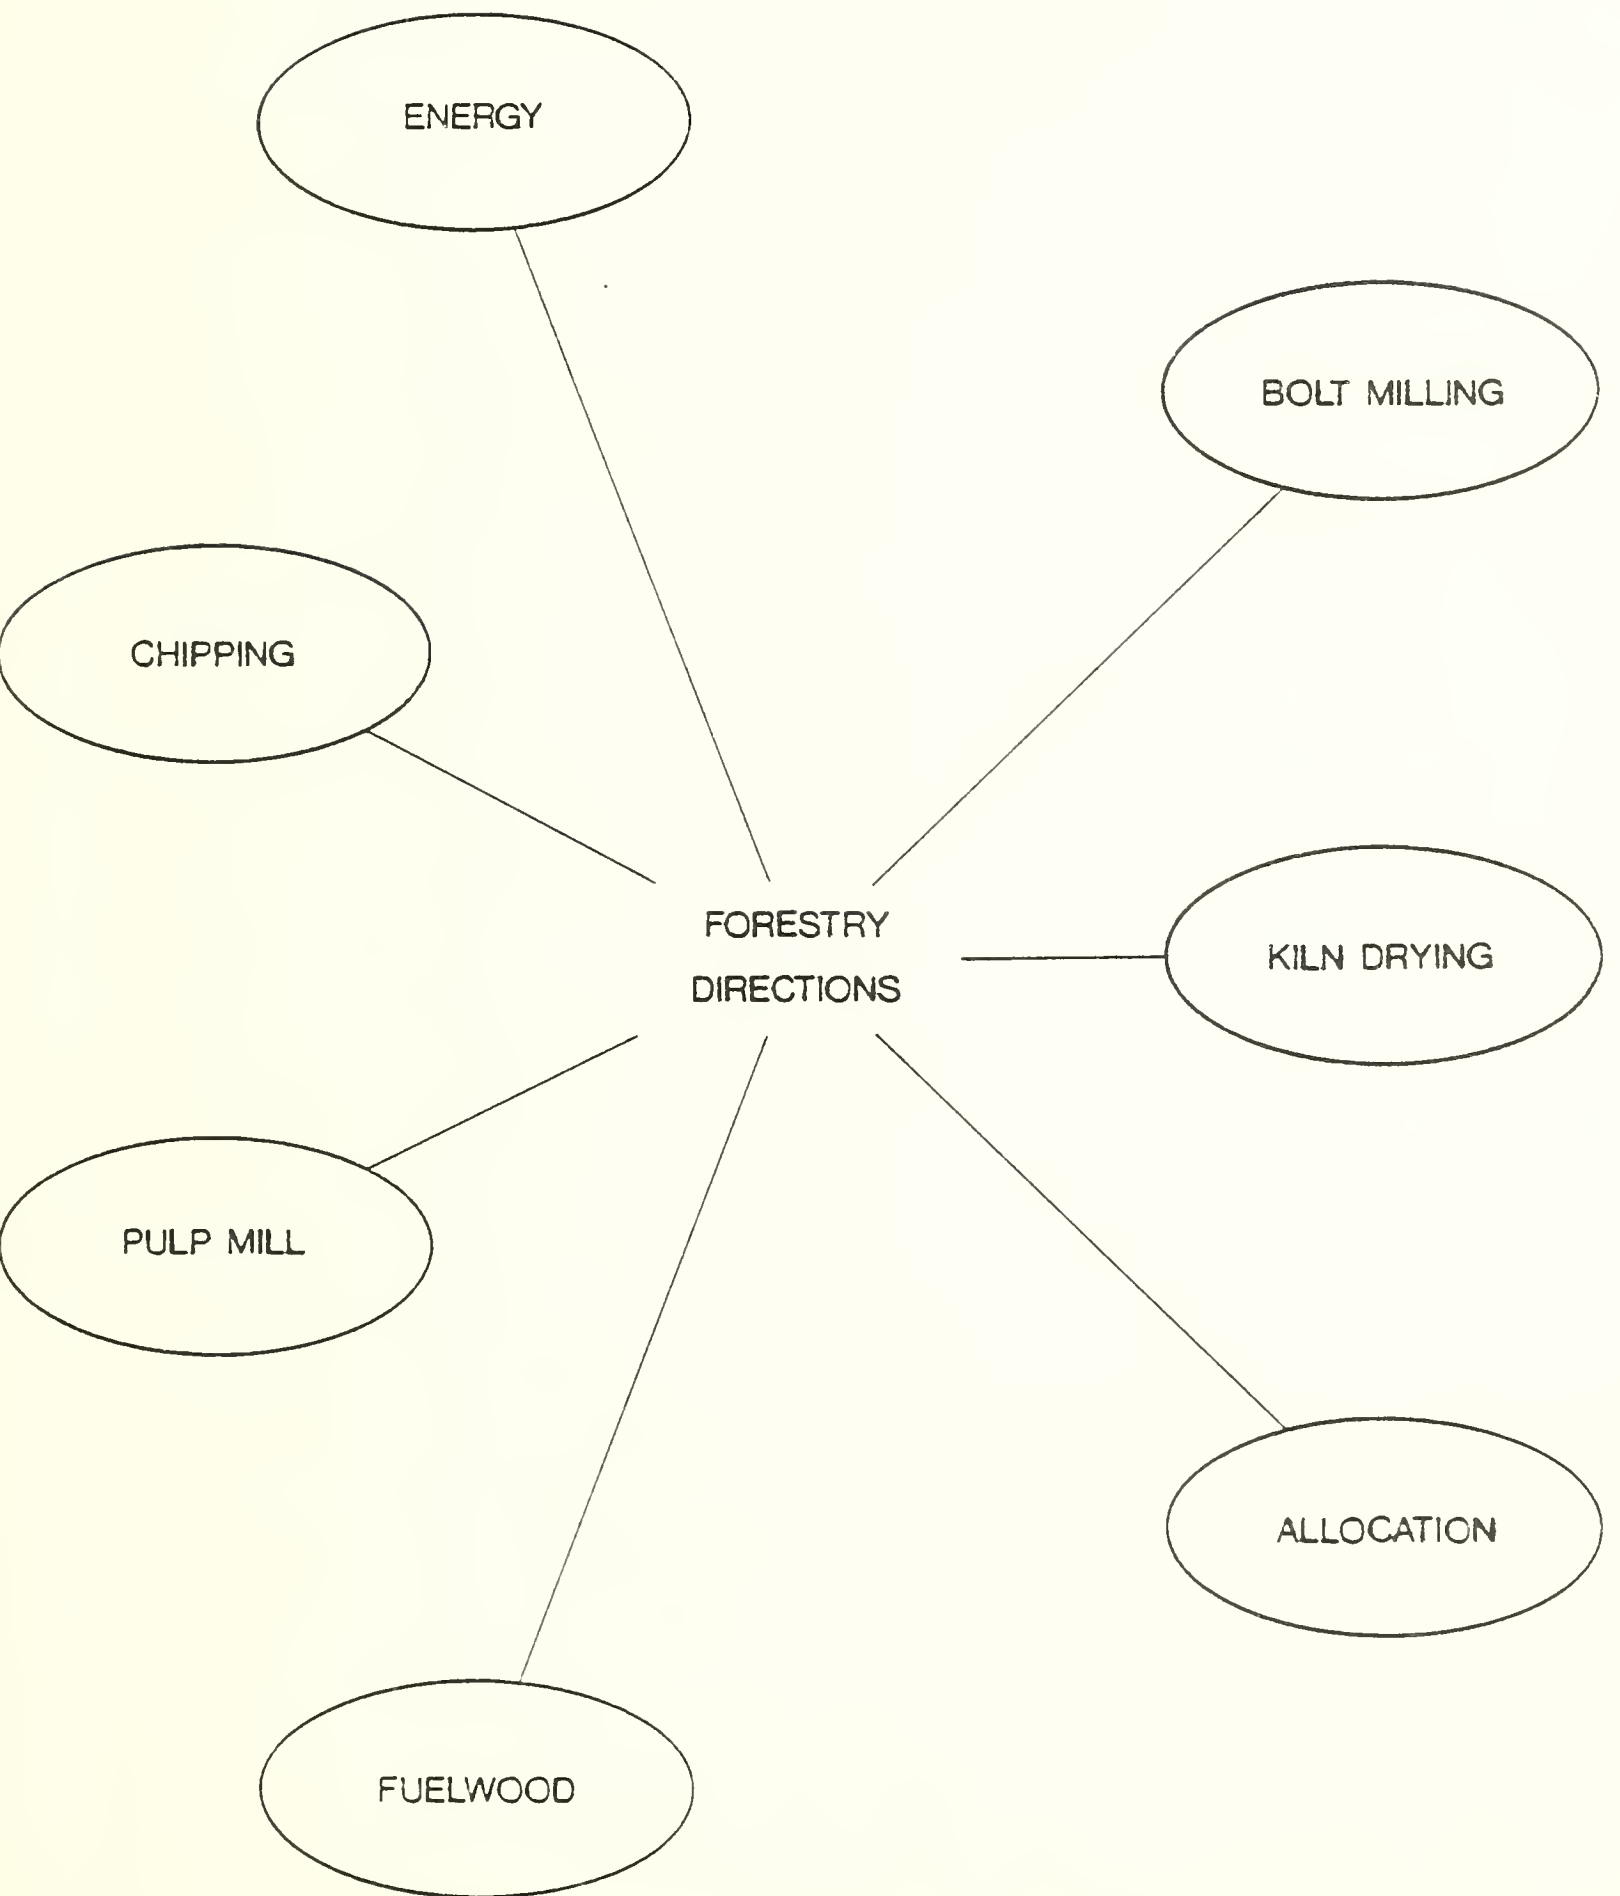 ENERGY
BOLT MILLING
CHIPPING
FORESTRY
DIRECTIONS
KILN DRYING
PULP MILL
ALLOCATION
FUELWOOD